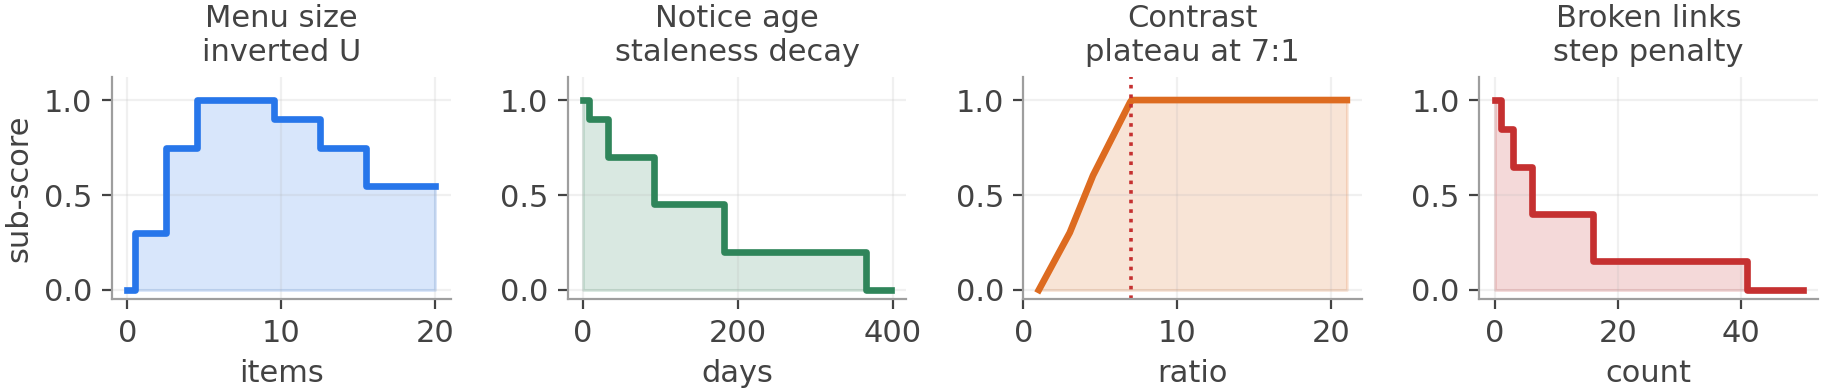 Menu size
inverted U
sub-score
1.0
0.5
0.0
0
10
20
items
Notice age
staleness decay
1.0
0.5
0.0
0
200
400
days
Contrast
plateau at 7:1
1.0
0.5
0.0
0
10
20
ratio
Broken links
step penalty
1.0
0.5
0.0
0
20
40
count